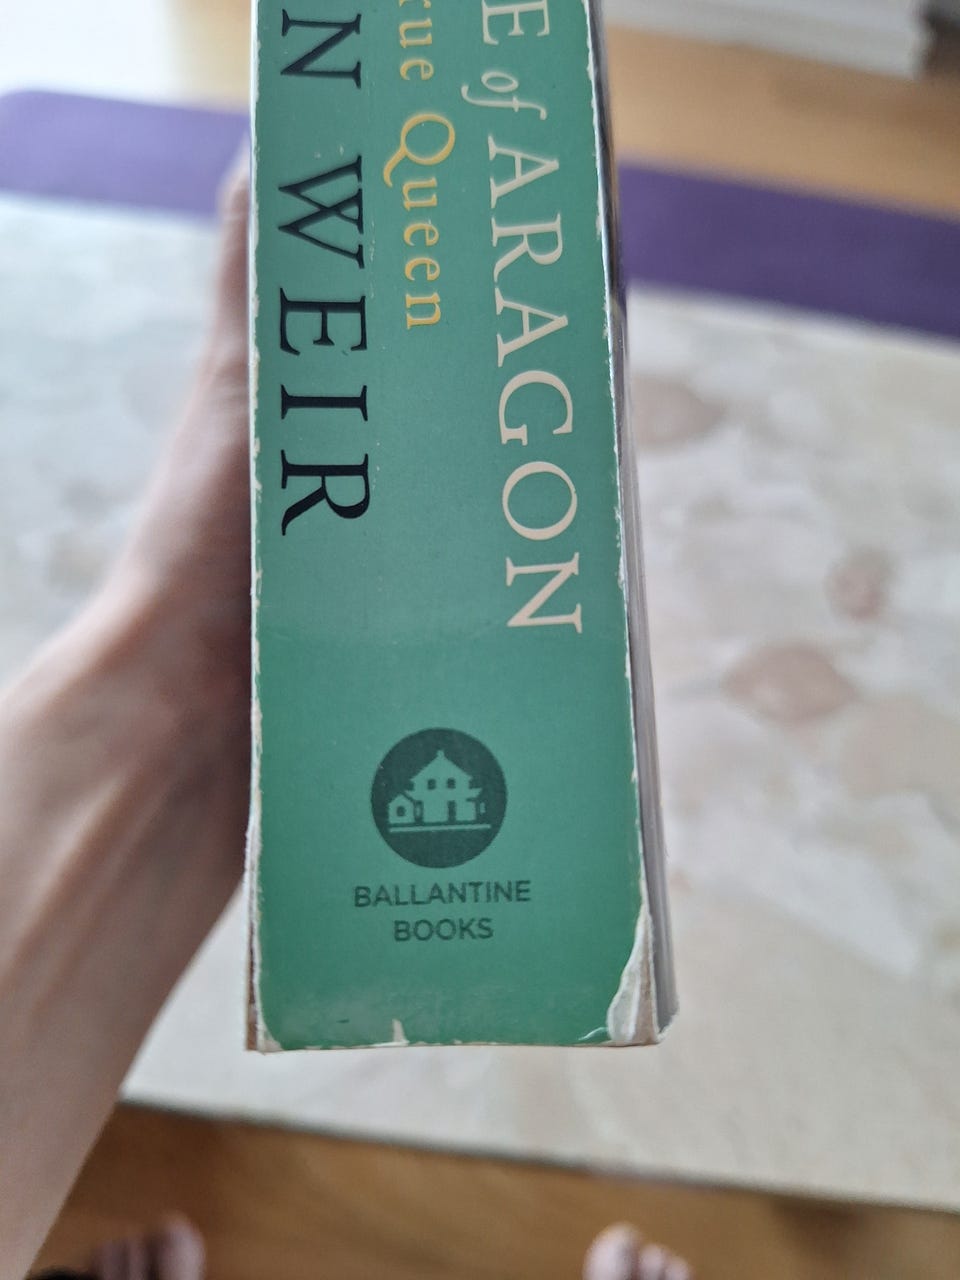 E of ARAGON
rue Queen
N WEIR
BALLANTINE
BOOKS